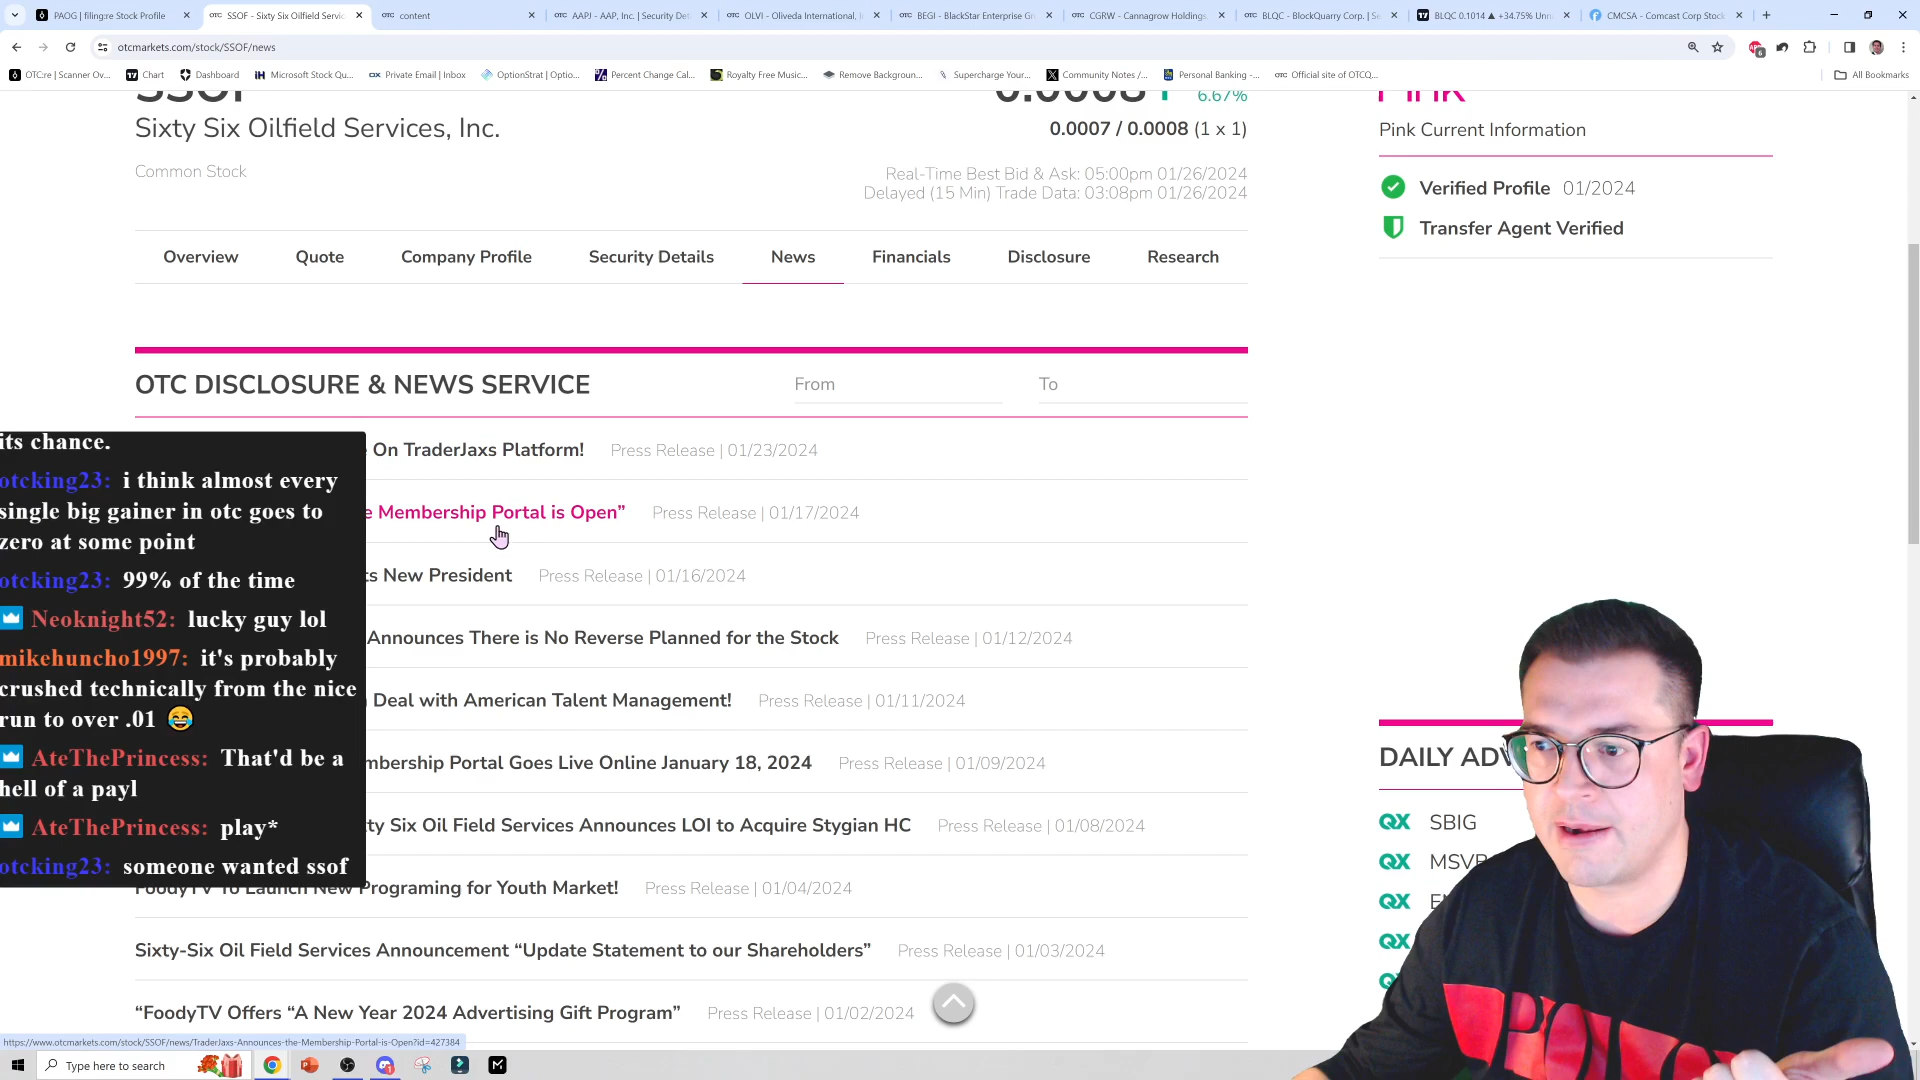 PAOG | filing:re Stock Profile
SSOF - Sixty Six Oilfield Servic
content
AAPJ - AAP, Inc. | Security Det
OLVI - Oliveda International, I
BEGI - BlackStar Enterprise Gr
CGRW - Cannagrow Holdings,
BLQC - BlockQuarry Corp. | Se
BLQC 0.1014 ▲ +34.75% Unn
CMCSA - Comcast Corp Stock
otcmarkets.com/stock/SSOF/news
OTC:re | Scanner Ov...
Chart
Dashboard
Microsoft Stock Qu...
Private Email | Inbox
OptionStrat | Optio...
Percent Change Cal...
Royalty Free Music...
Remove Backgroun...
Supercharge Your...
Community Notes /...
Personal Banking -...
Official site of OTCQ...
All Bookmarks
SSOF
0.0008
6.67%
Pink
Sixty Six Oilfield Services, Inc.
0.0007 / 0.0008 (1 x 1)
Pink Current Information
Common Stock
Real-Time Best Bid & Ask: 05:00pm 01/26/2024
Delayed (15 Min) Trade Data: 03:08pm 01/26/2024
Verified Profile 01/2024
Transfer Agent Verified
Overview
Quote
Company Profile
Security Details
News
Financials
Disclosure
Research
OTC DISCLOSURE & NEWS SERVICE
From
To
On TraderJaxs Platform! Press Release | 01/23/2024
e Membership Portal is Open” Press Release | 01/17/2024
ts New President Press Release | 01/16/2024
Announces There is No Reverse Planned for the Stock Press Release | 01/12/2024
Deal with American Talent Management! Press Release | 01/11/2024
mbership Portal Goes Live Online January 18, 2024 Press Release | 01/09/2024
ty Six Oil Field Services Announces LOI to Acquire Stygian HC Press Release | 01/08/2024
FoodyTV To Launch New Programing for Youth Market! Press Release | 01/04/2024
Sixty-Six Oil Field Services Announcement “Update Statement to our Shareholders” Press Release | 01/03/2024
“FoodyTV Offers “A New Year 2024 Advertising Gift Program” Press Release | 01/02/2024
its chance.
otcking23: i think almost every
single big gainer in otc goes to
zero at some point
otcking23: 99% of the time
Neoknight52: lucky guy lol
mikehuncho1997: it's probably
crushed technically from the nice
run to over .01 😂
AteThePrincess: That'd be a
hell of a payl
AteThePrincess: play*
otcking23: someone wanted ssof
DAILY ADV
QX SBIG
QX MSVB
QX
QX
https://www.otcmarkets.com/stock/SSOF/news/TraderJaxs-Announces-the-Membership-Portal-is-Open?id=427384
Type here to search